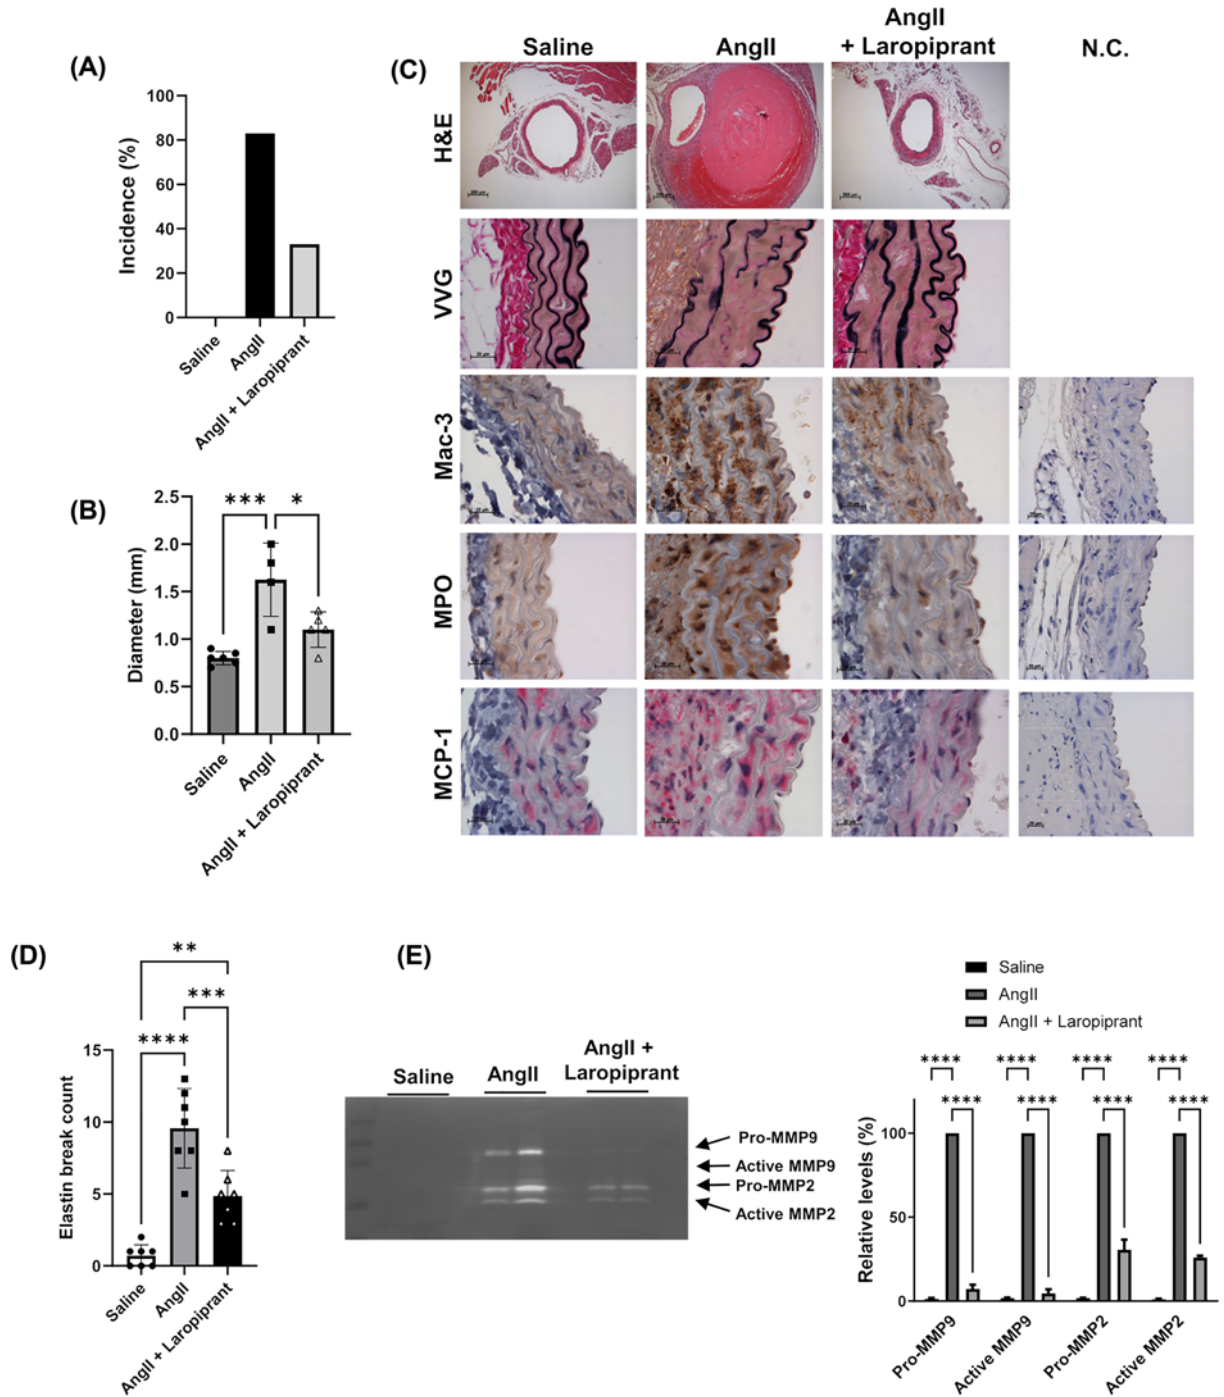 (A)
Incidence (%)
100
80
60
40
20
0
Saline
AngII
AngII + Laropiprant
(B)
Diameter (mm)
2.5
2.0
1.5
1.0
0.5
0.0
***
*
Saline
AngII
AngII + Laropiprant
(C)
Saline
AngII
AngII
+ Laropiprant
N.C.
H&E
VVG
Mac-3
MPO
MCP-1
(D)
Elastin break count
15
10
5
0
**
***
****
Saline
AngII
AngII + Laropiprant
(E)
Saline
AngII
AngII +
Laropiprant
Pro-MMP9
Active MMP9
Pro-MMP2
Active MMP2
Saline
AngII
AngII + Laropiprant
**** **** **** ****
**** **** **** ****
Relative levels (%)
100
50
0
Pro-MMP9
Active MMP9
Pro-MMP2
Active MMP2